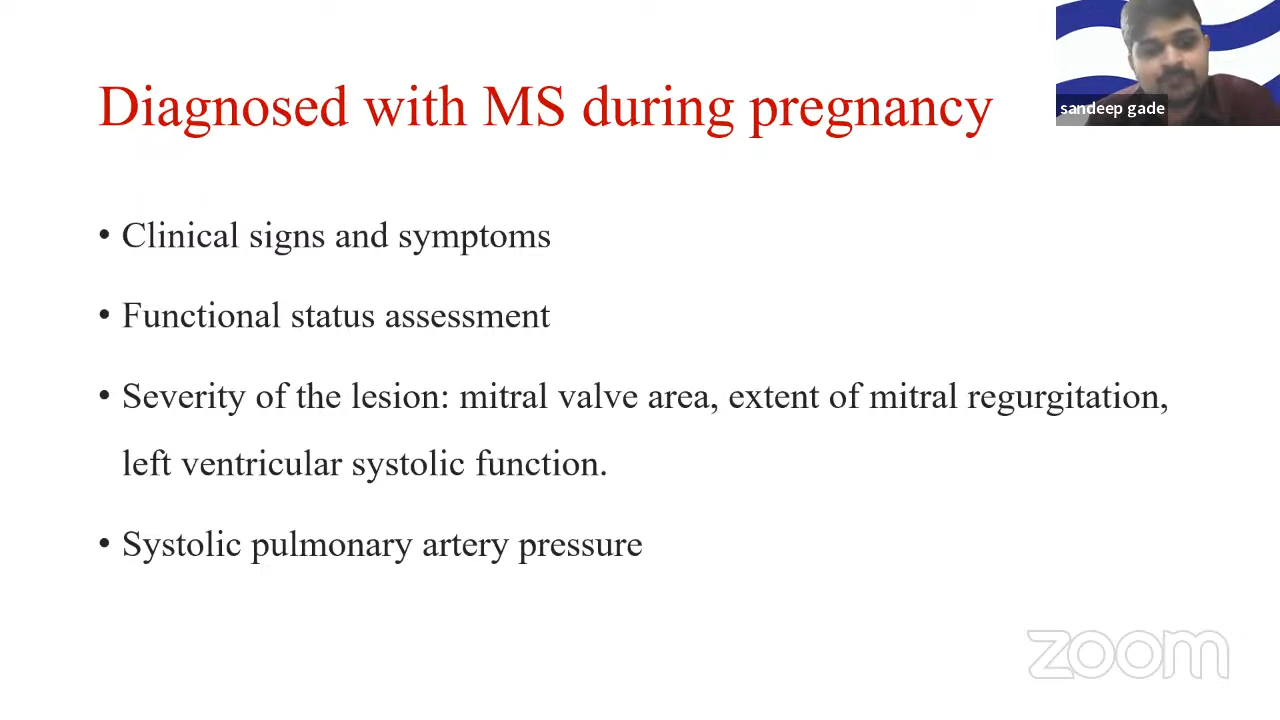 Diagnosed with MS during pregnancy
sandeep gade
• Clinical signs and symptoms
• Functional status assessment
• Severity of the lesion: mitral valve area, extent of mitral regurgitation,
left ventricular systolic function.
• Systolic pulmonary artery pressure
zoom